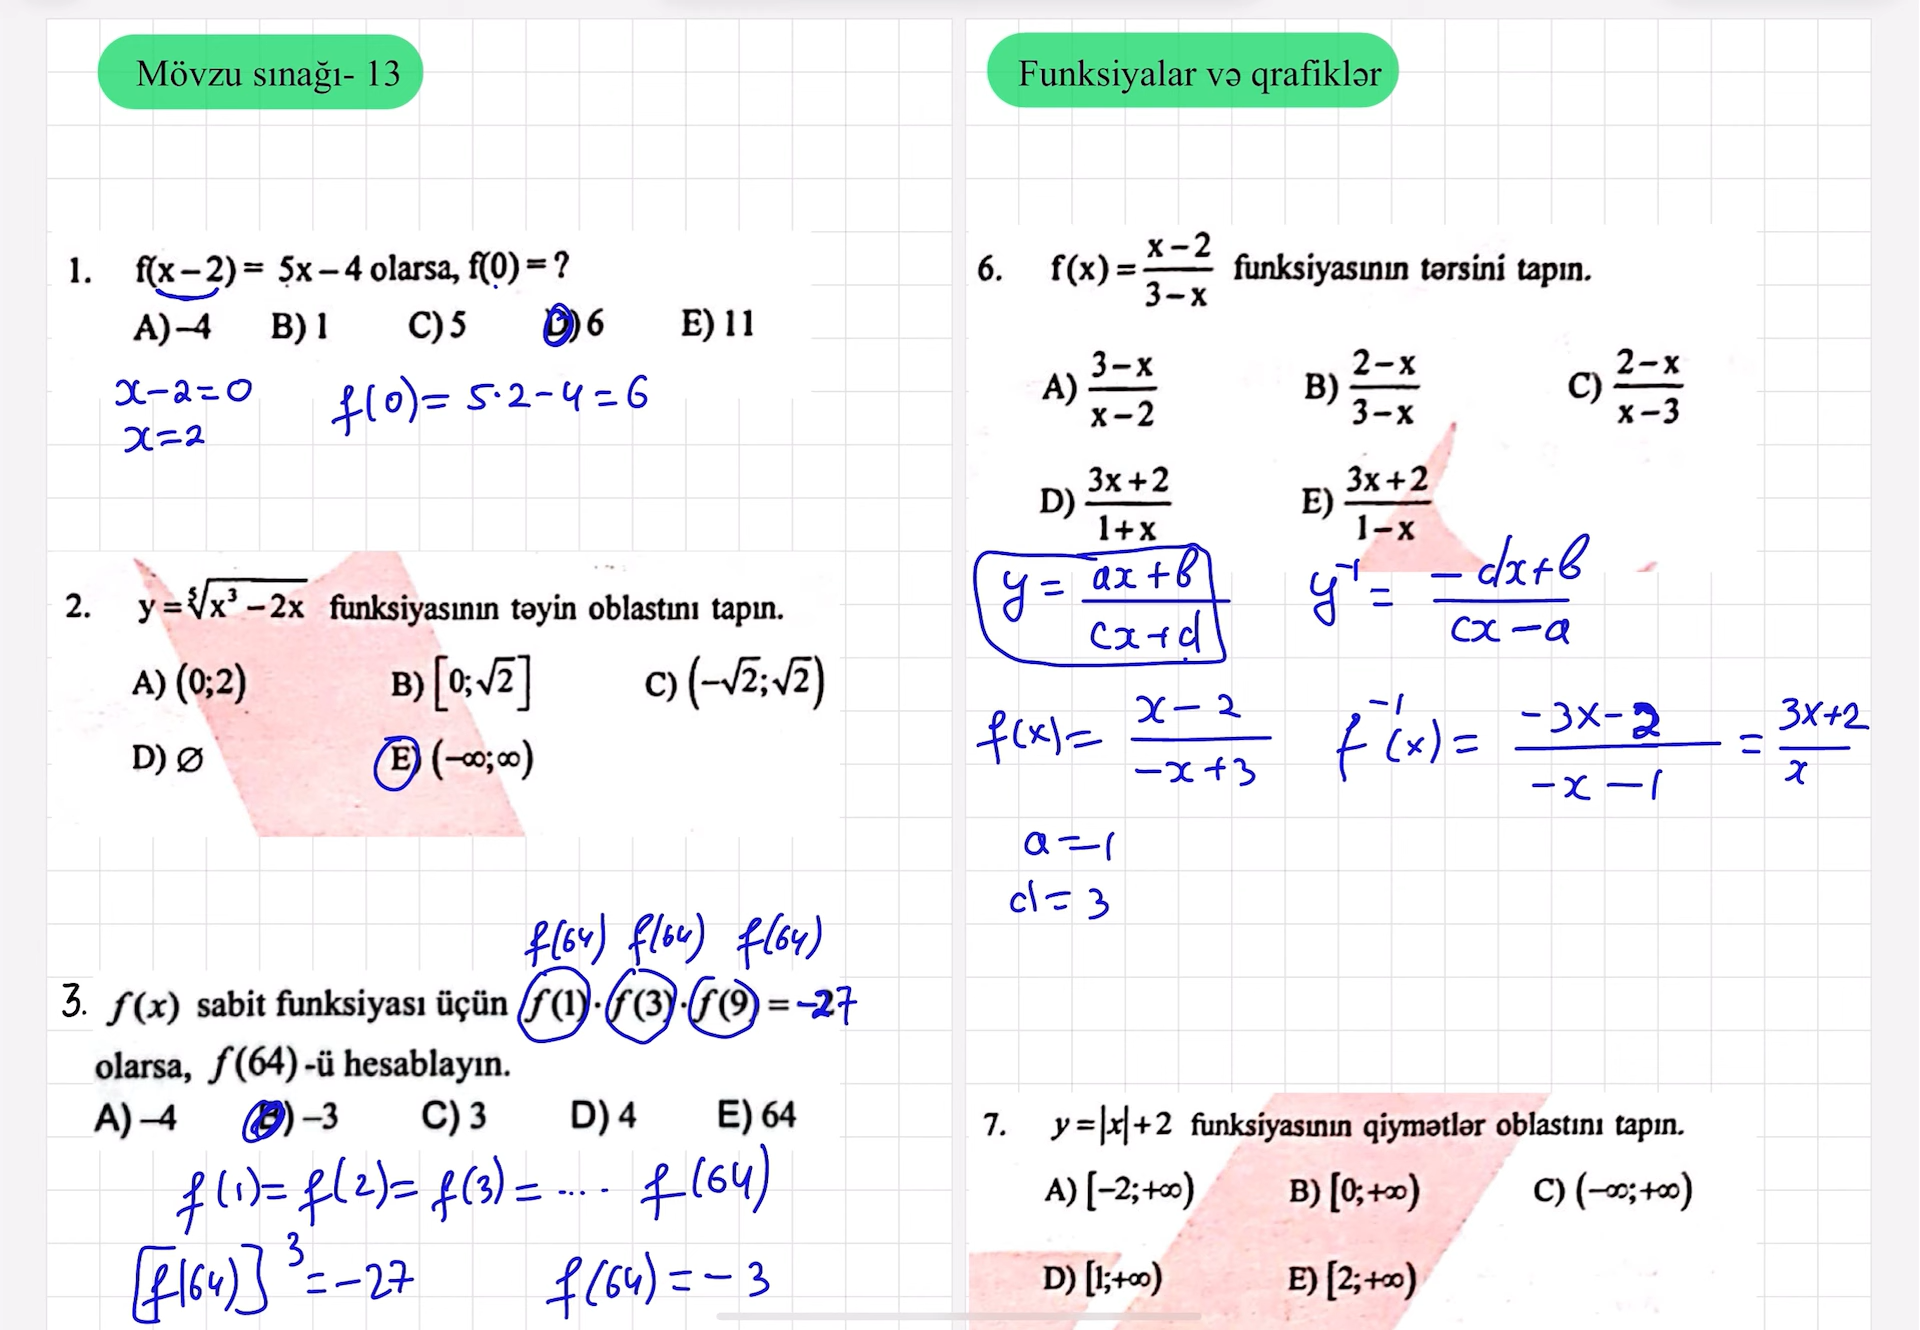 Mövzu sınağı- 13
1. f(x-2) = 5x-4 olarsa, f(0) = ?
A) -4 B) 1 C) 5 D) 6 E) 11
x-2=0 f(0)= 5·2-4=6
x=2
2. y = ⁵√(x³-2x) funksiyasının təyin oblastını tapın.
A) (0;2) B) [0;√2] C) (-√2;√2)
D) ∅ E) (-∞;∞)
f(64) f(64) f(64)
3. f(x) sabit funksiyası üçün f(1)·f(3)·f(9) = -27
olarsa, f(64)-ü hesablayın.
A) -4 B) -3 C) 3 D) 4 E) 64
f(1)= f(2)= f(3)= .... f(64)
[f(64)]³=-27 f(64)=-3
Funksiyalar və qrafiklər
6. f(x) = (x-2)/(3-x) funksiyasının tərsini tapın.
A) (3-x)/(x-2) B) (2-x)/(3-x) C) (2-x)/(x-3)
D) (3x+2)/(1+x) E) (3x+2)/(1-x)
y = (ax+b)/(cx+d) y⁻¹ = (-dx+b)/(cx-a)
f(x)= (x-2)/(-x+3) f⁻¹(x)= (-3x-2)/(-x-1) = (3x+2)/x
a=-1
d=3
7. y=|x|+2 funksiyasının qiymətlər oblastını tapın.
A) [-2;+∞) B) [0;+∞) C) (-∞;+∞)
D) [1;+∞) E) [2;+∞)